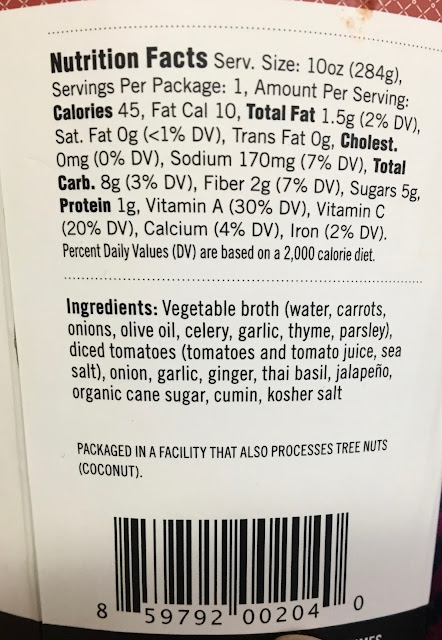 Nutrition Facts Serv. Size: 10oz (284g),
Servings Per Package: 1, Amount Per Serving:
Calories 45, Fat Cal 10, Total Fat 1.5g (2% DV),
Sat. Fat 0g (<1% DV), Trans Fat 0g, Cholest.
0mg (0% DV), Sodium 170mg (7% DV), Total
Carb. 8g (3% DV), Fiber 2g (7% DV), Sugars 5g,
Protein 1g, Vitamin A (30% DV), Vitamin C
(20% DV), Calcium (4% DV), Iron (2% DV).
Percent Daily Values (DV) are based on a 2,000 calorie diet.
Ingredients: Vegetable broth (water, carrots,
onions, olive oil, celery, garlic, thyme, parsley),
diced tomatoes (tomatoes and tomato juice, sea
salt), onion, garlic, ginger, thai basil, jalapeño,
organic cane sugar, cumin, kosher salt
PACKAGED IN A FACILITY THAT ALSO PROCESSES TREE NUTS
(COCONUT).
8 59792 00204 0